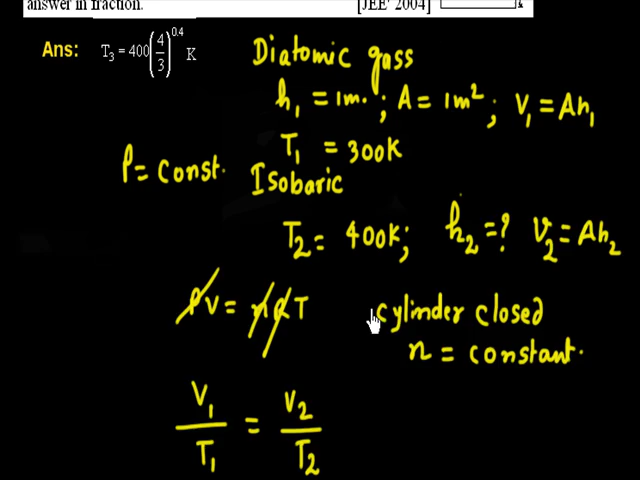 answer in fraction. [JEE' 2004]
Ans: T₃ = 400(4/3)^0.4 K
Diatomic gass
h₁ = 1m. ; A = 1m² ; V₁ = Ah₁
T₁ = 300K
P = const. Isobaric
T₂ = 400K; h₂ = ? V₂ = Ah₂
PV = nRT cylinder closed
n = constant.
V₁/T₁ = V₂/T₂